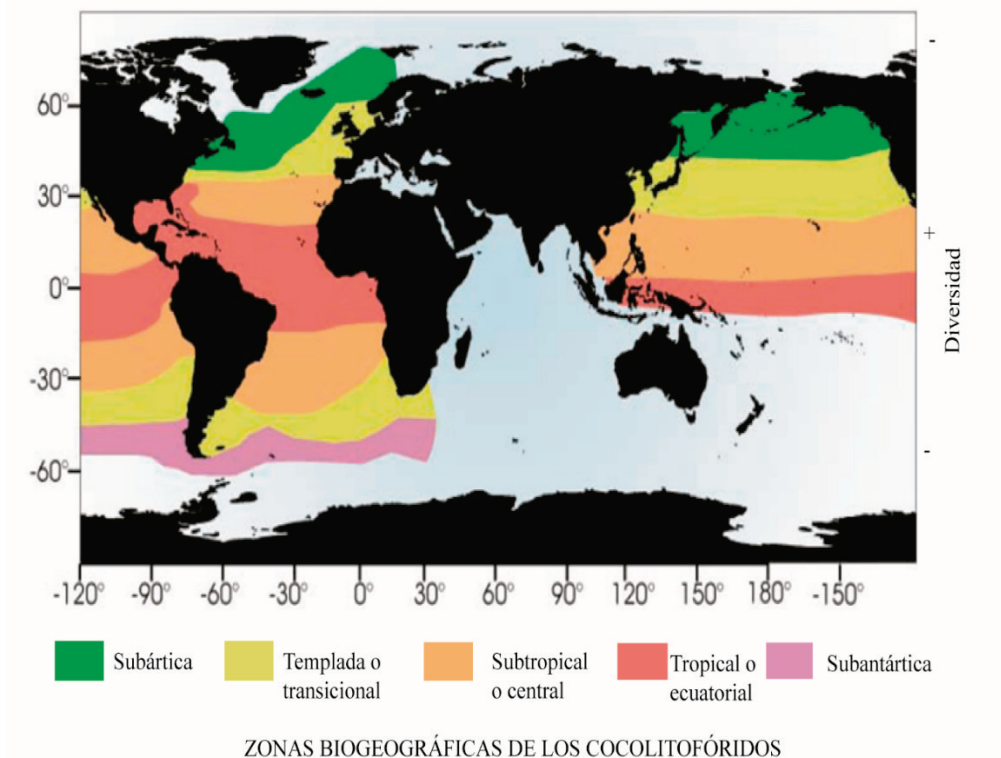 -
60°
30°
+
0°
Diversidad
-30°
-
-60°
-120° -90° -60° -30° 0° 30° 60° 90° 120° 150° 180° -150°
Subártica
Templada o
transicional
Subtropical
o central
Tropical o
ecuatorial
Subantártica
ZONAS BIOGEOGRÁFICAS DE LOS COCOLITOFÓRIDOS